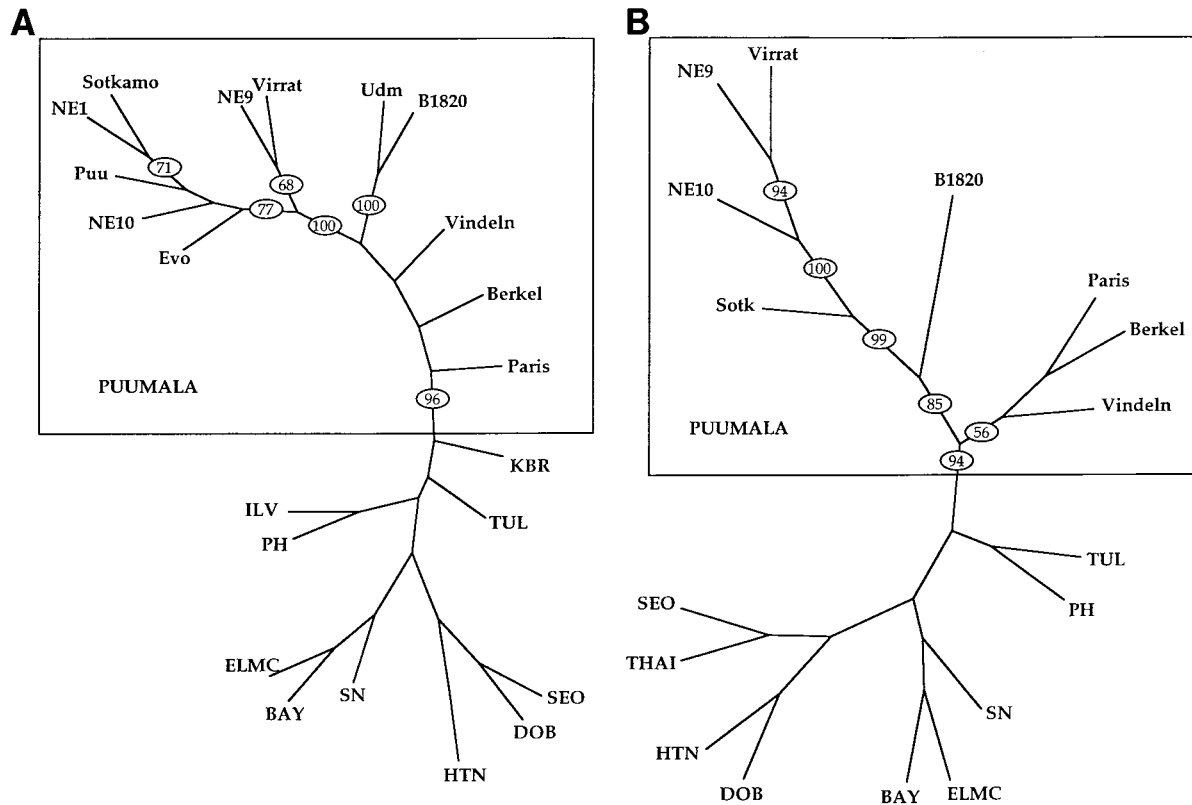 A
Sotkamo
NE1
71
Puu
NE10
Evo
77
NE9
Virrat
68
100
Udm
B1820
100
Vindeln
Berkel
Paris
96
PUUMALA
KBR
TUL
ILV
PH
ELMC
BAY
SN
SEO
DOB
HTN
B
NE9
Virrat
94
NE10
100
Sotk
99
B1820
85
Paris
Berkel
Vindeln
56
94
PUUMALA
TUL
PH
SEO
THAI
HTN
DOB
SN
BAY
ELMC